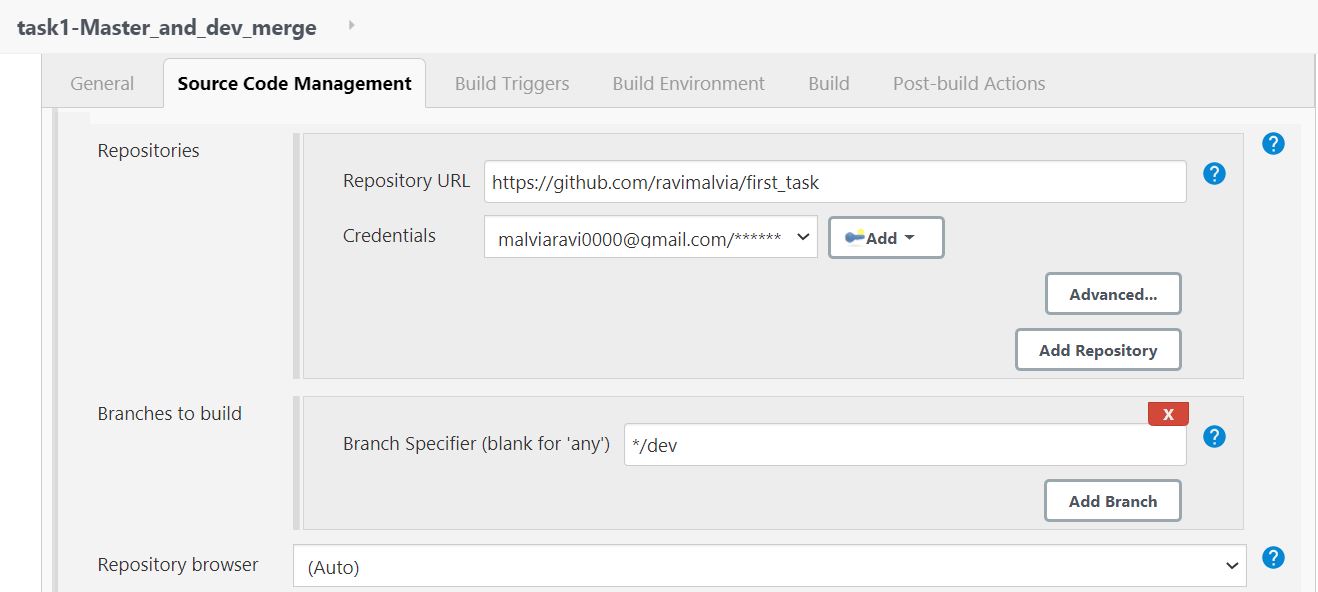 task1-Master_and_dev_merge
General Source Code Management Build Triggers Build Environment Build Post-build Actions
Repositories
?
Repository URL https://github.com/ravimalvia/first_task ?
Credentials malviaravi0000@gmail.com/****** Add
Advanced...
Add Repository
Branches to build
X
Branch Specifier (blank for 'any') */dev ?
Add Branch
Repository browser (Auto) ?